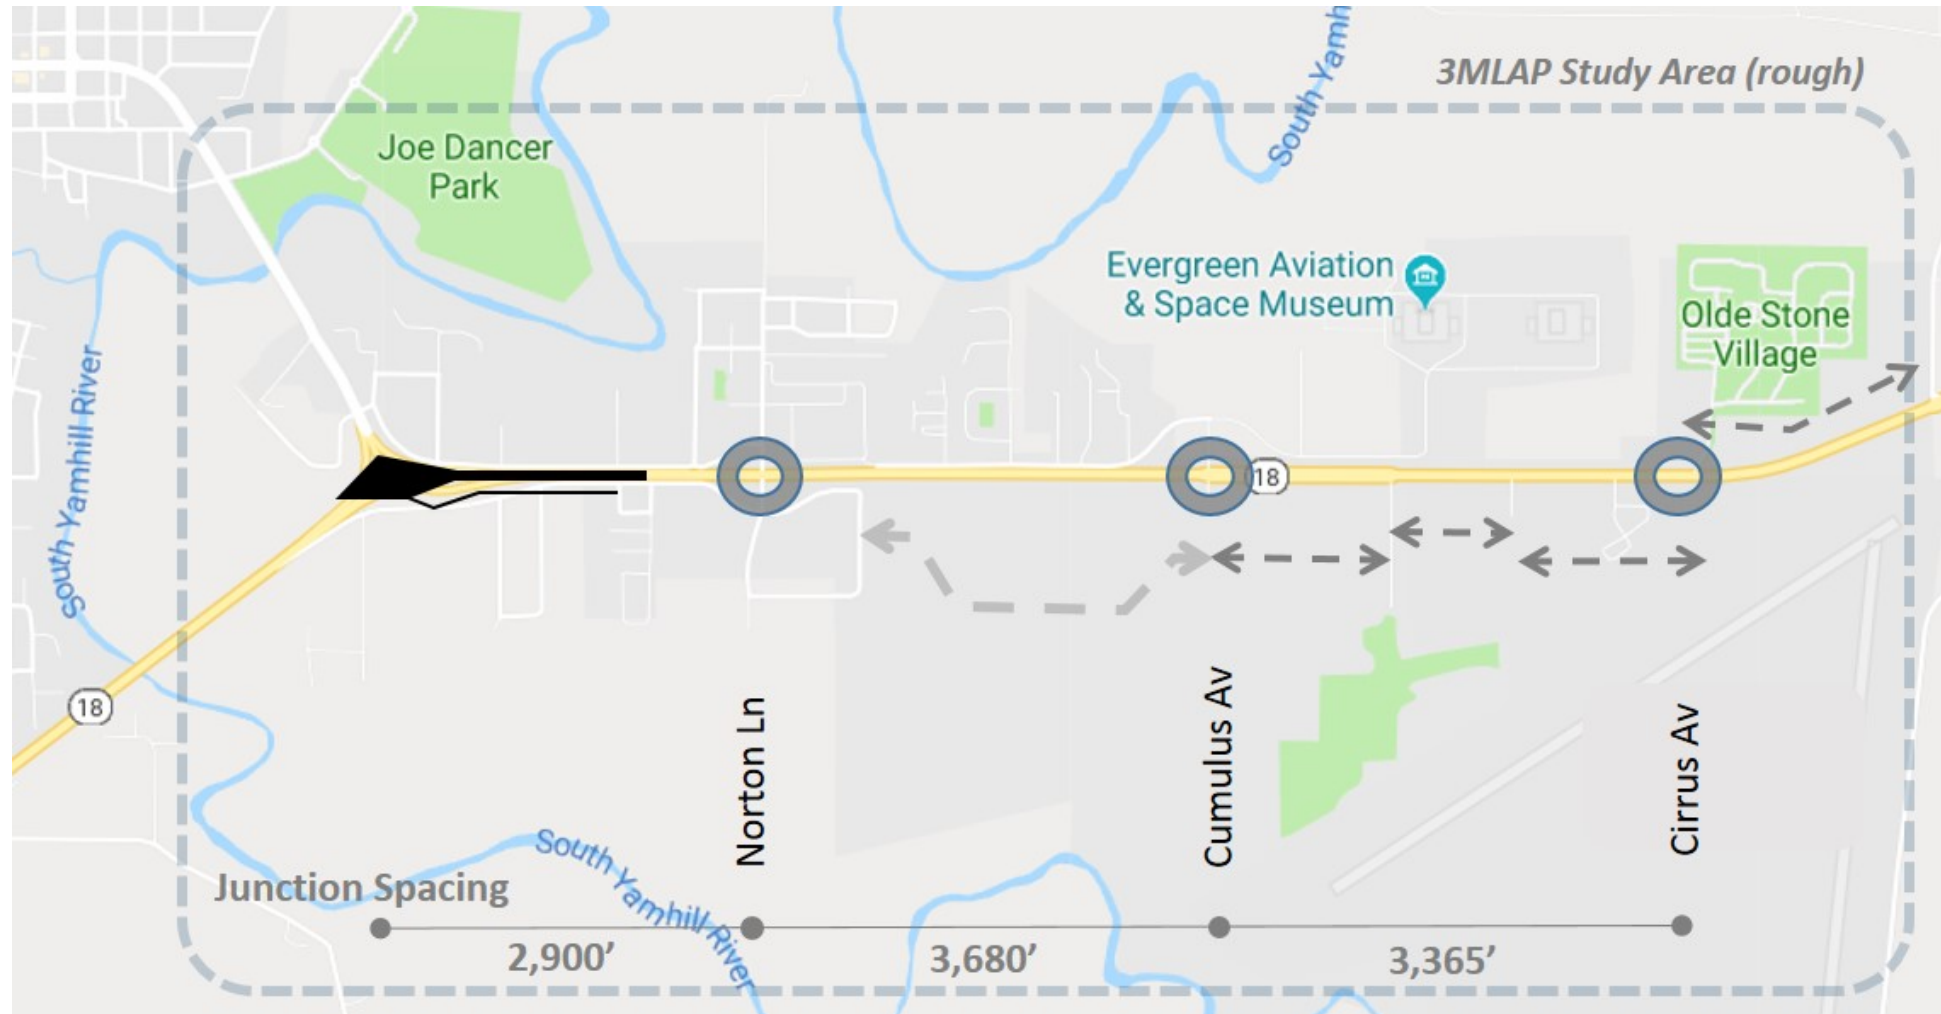 3MLAP Study Area (rough)
South Yamh
Joe Dancer
Park
Evergreen Aviation
& Space Museum
Olde Stone
Village
South Yamhill River
18
18
Norton Ln
Cumulus Av
Cirrus Av
South Yamhill River
Junction Spacing
2,900’
3,680’
3,365’